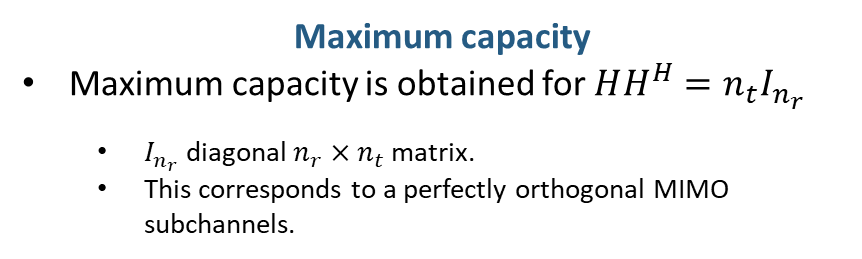 Maximum capacity
• Maximum capacity is obtained for $HH^H = n_t I_{n_r}$
• $I_{n_r}$ diagonal $n_r \times n_t$ matrix.
• This corresponds to a perfectly orthogonal MIMO
subchannels.